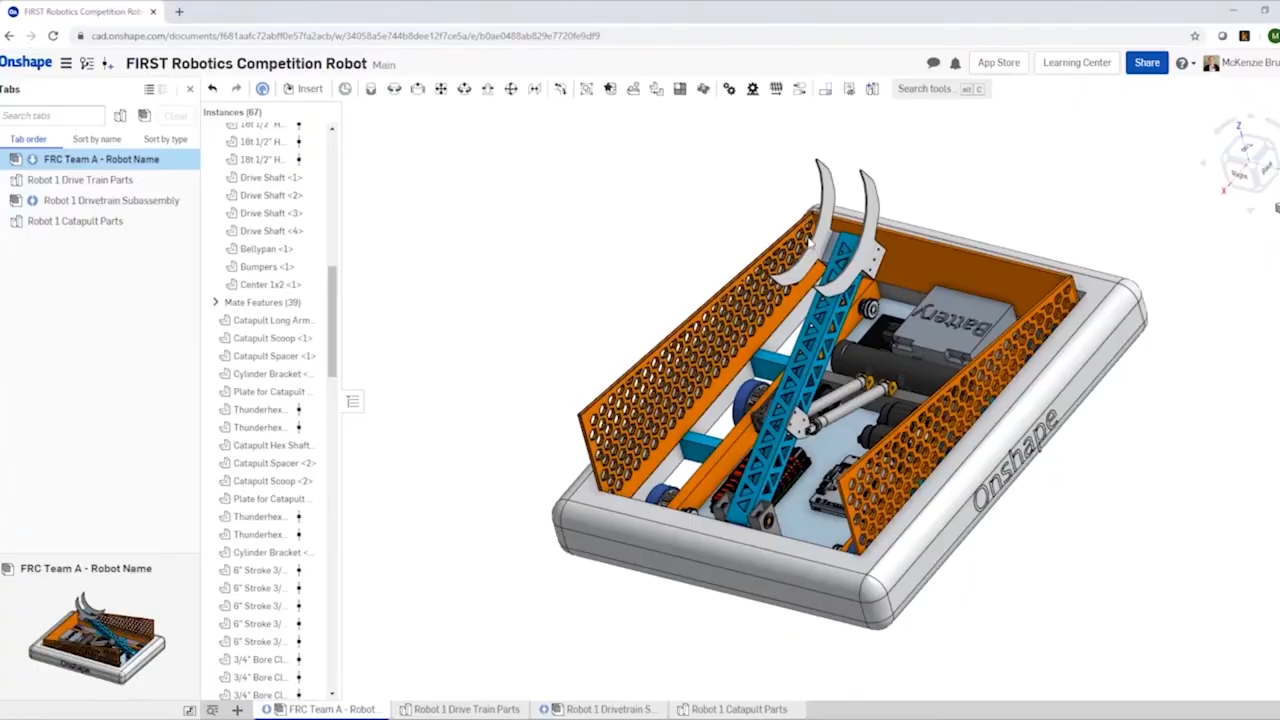 FIRST Robotics Competition Rob
cad.onshape.com/documents/f681aafc72abff0e57fa2acb/w/34058a5e744b8dee12f7ce5a/e/b0ae0488ab829e7720fe9df9
Onshape
FIRST Robotics Competition Robot Main
App Store
Learning Center
Share
McKenzie Bru
Tabs
Insert
Search tools...
alt C
Search tabs
Clear
Instances (67)
Tab order
Sort by name
Sort by type
18t 1/2" H...
FRC Team A - Robot Name
Robot 1 Drive Train Parts
Robot 1 Drivetrain Subassembly
Robot 1 Catapult Parts
18t 1/2" H...
18t 1/2" H...
Drive Shaft <1>
Drive Shaft <2>
Drive Shaft <3>
Drive Shaft <4>
Bellypan <1>
Bumpers <1>
Center 1x2 <1>
Mate Features (39)
Catapult Long Arm...
Catapult Scoop <1>
Catapult Spacer <1>
Cylinder Bracket <...
Plate for Catapult ...
Thunderhex...
Thunderhex...
Catapult Hex Shaft...
Catapult Spacer <2>
Catapult Scoop <2>
Plate for Catapult ...
Thunderhex...
Thunderhex...
Cylinder Bracket <...
6" Stroke 3/...
6" Stroke 3/...
6" Stroke 3/...
6" Stroke 3/...
6" Stroke 3/...
3/4" Bore Cl...
3/4" Bore Cl...
3/4" Bore Cl...
Z
X
Right
Battery
Onshape
FRC Team A - Robot Name
FRC Team A - Robot...
Robot 1 Drive Train Parts
Robot 1 Drivetrain S...
Robot 1 Catapult Parts